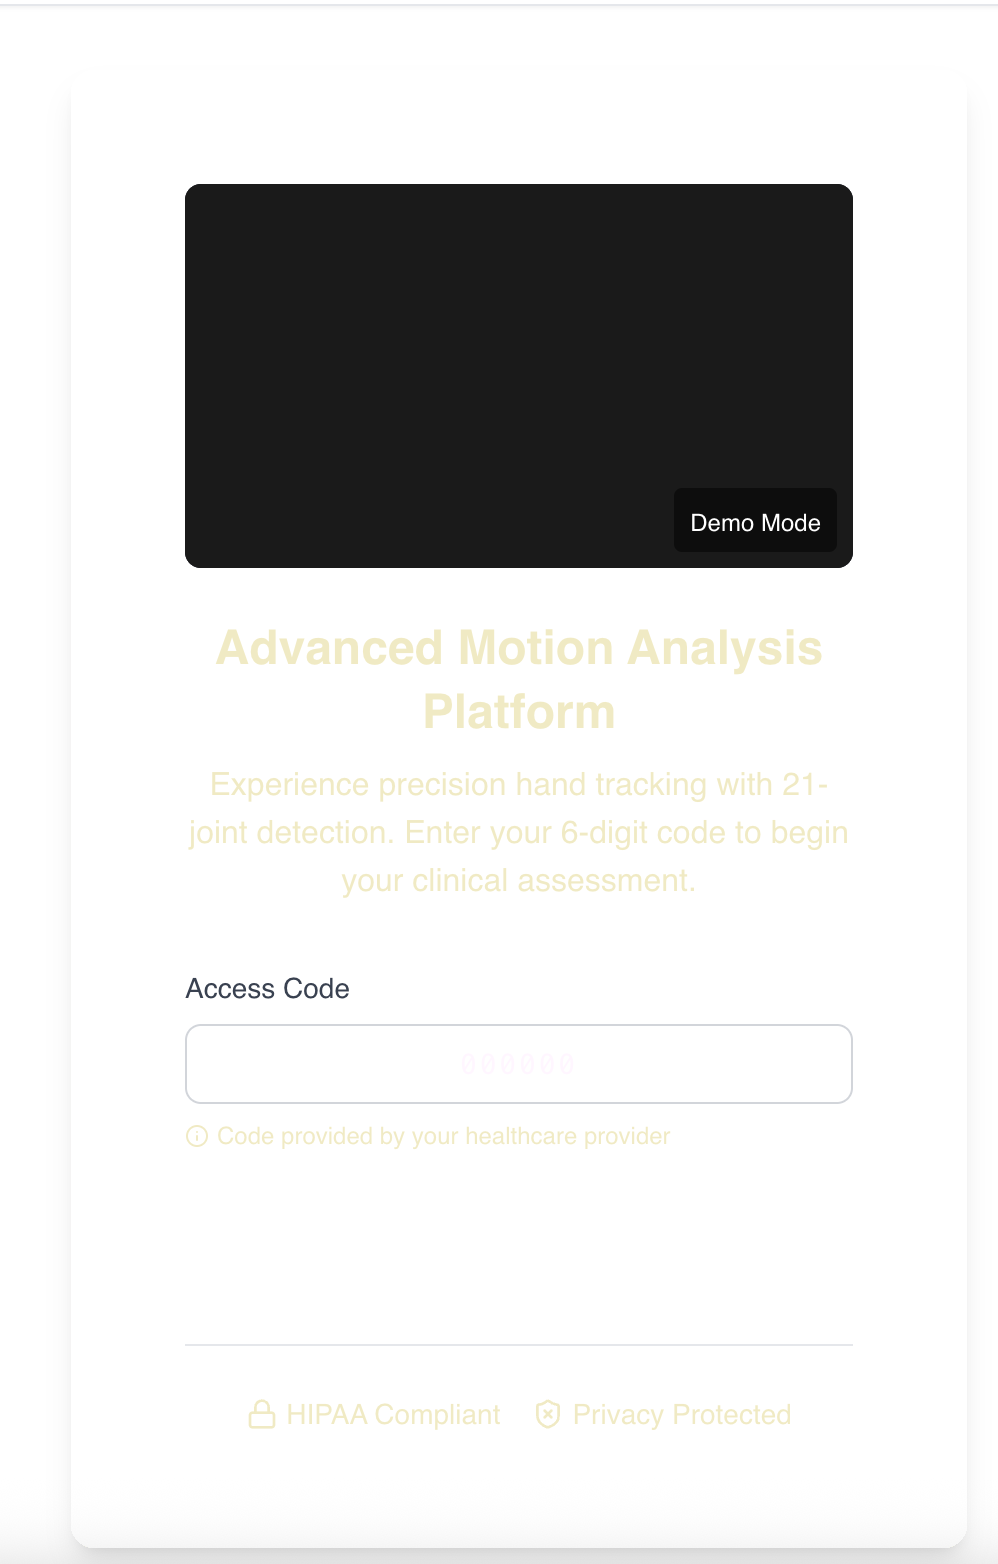 Demo Mode
Advanced Motion Analysis
Platform
Experience precision hand tracking with 21-
joint detection. Enter your 6-digit code to begin
your clinical assessment.
Access Code
000000
Code provided by your healthcare provider
HIPAA Compliant Privacy Protected